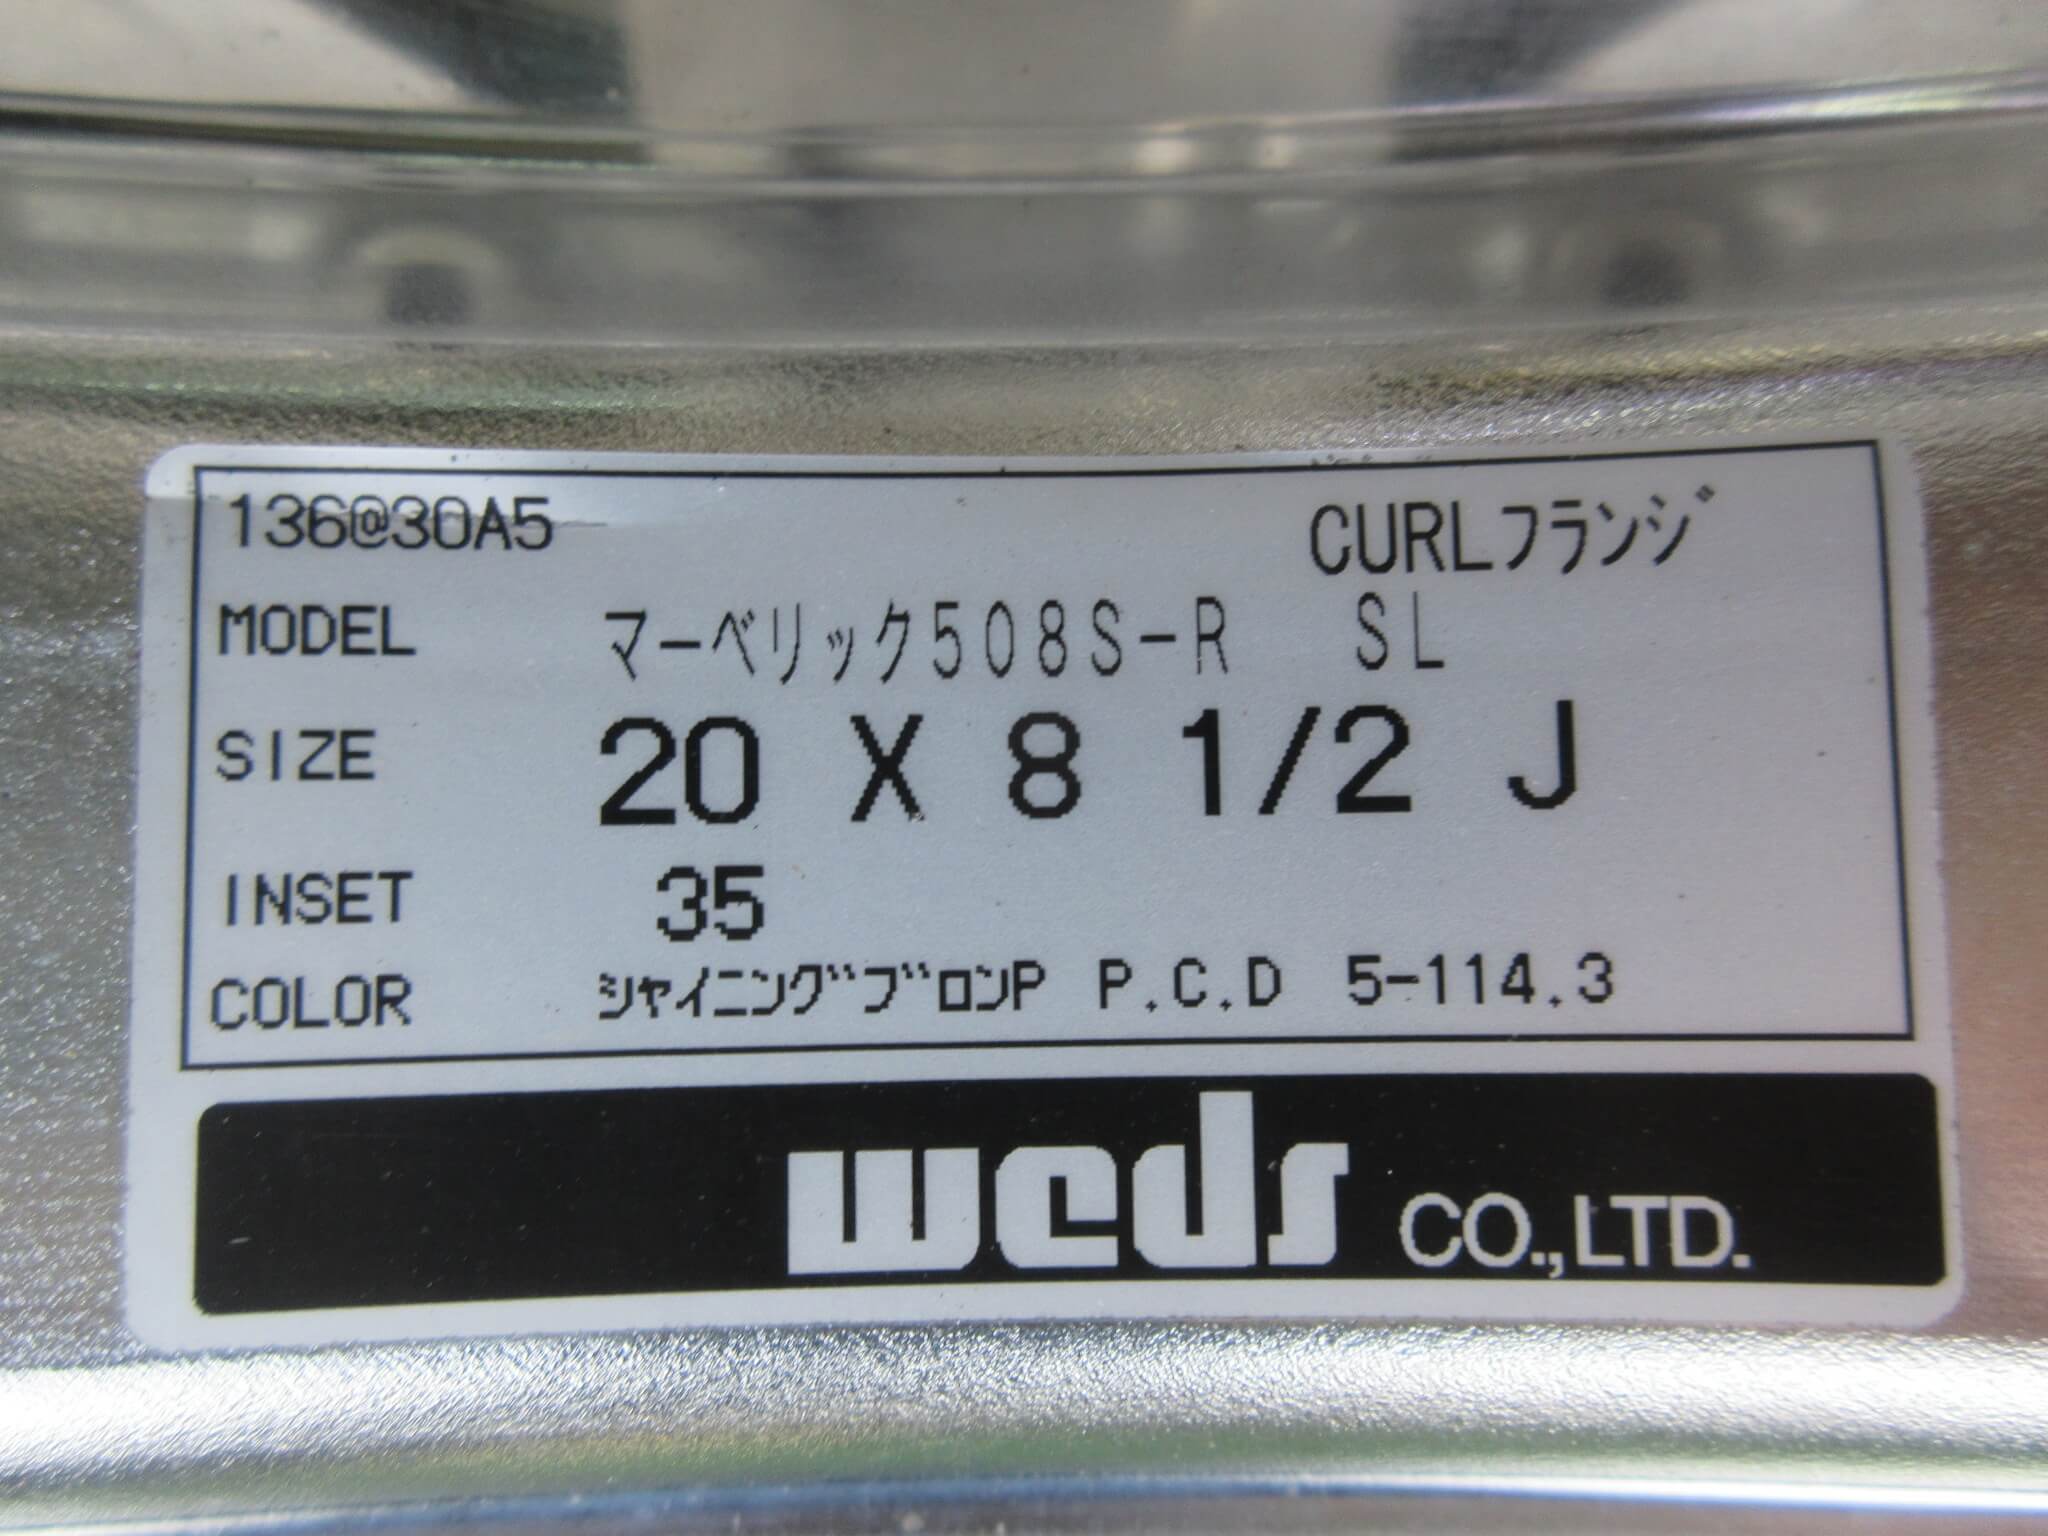 136@30A5 CURLフランジ
MODEL マーベリック508S-R SL
SIZE 20 X 8 1/2 J
INSET 35
COLOR シャイニングブロンP P.C.D 5-114.3
weds CO.,LTD.